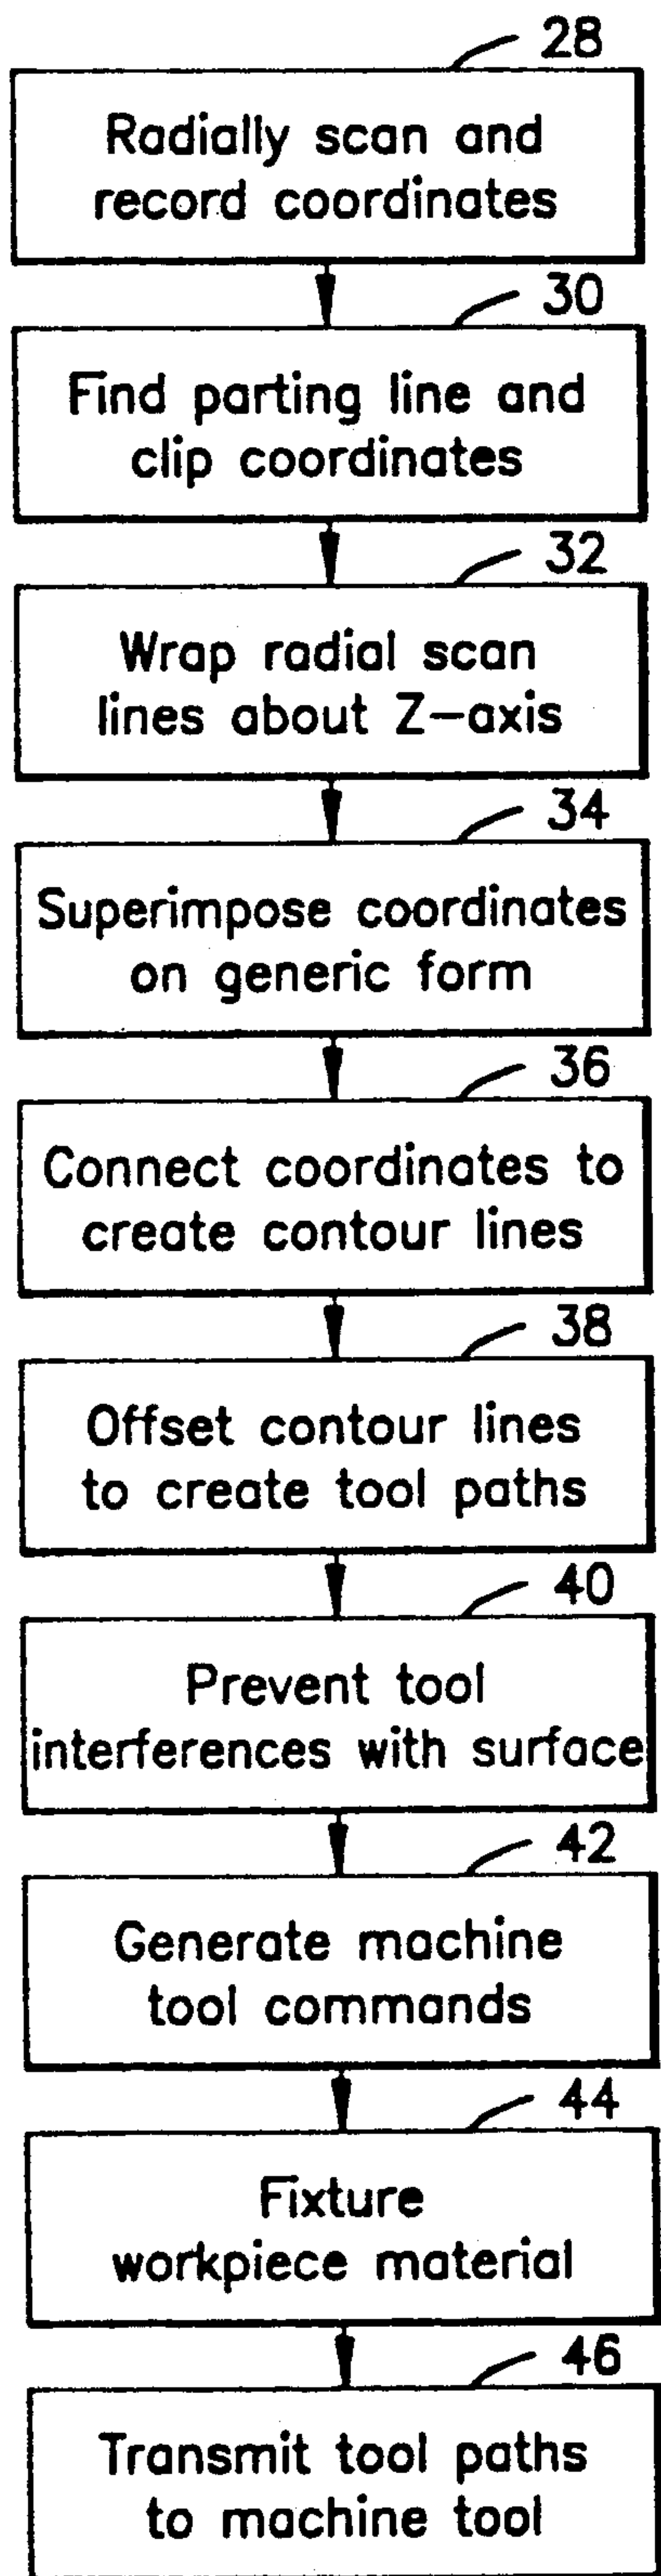 28
Radially scan and
record coordinates
30
Find parting line and
clip coordinates
32
Wrap radial scan
lines about Z-axis
34
Superimpose coordinates
on generic form
36
Connect coordinates to
create contour lines
38
Offset contour lines
to create tool paths
40
Prevent tool
interferences with surface
42
Generate machine
tool commands
44
Fixture
workpiece material
46
Transmit tool paths
to machine tool